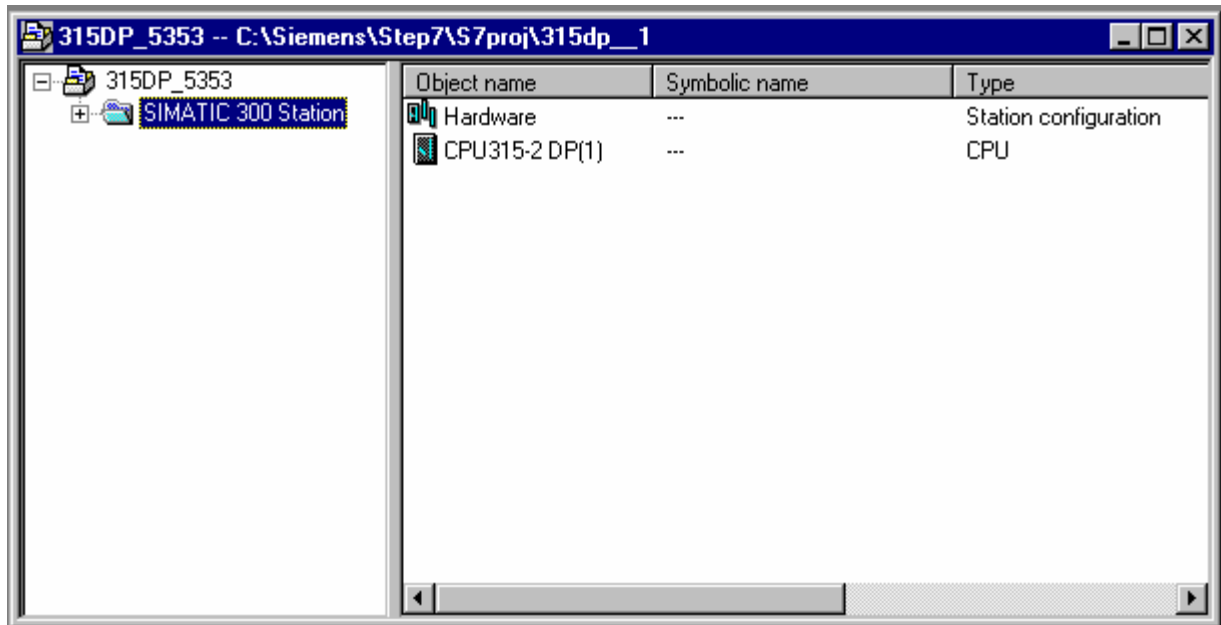 315DP_5353 -- C:\Siemens\Step7\S7proj\315dp__1
315DP_5353
SIMATIC 300 Station
Object name Symbolic name Type
Hardware --- Station configuration
CPU315-2 DP(1) --- CPU